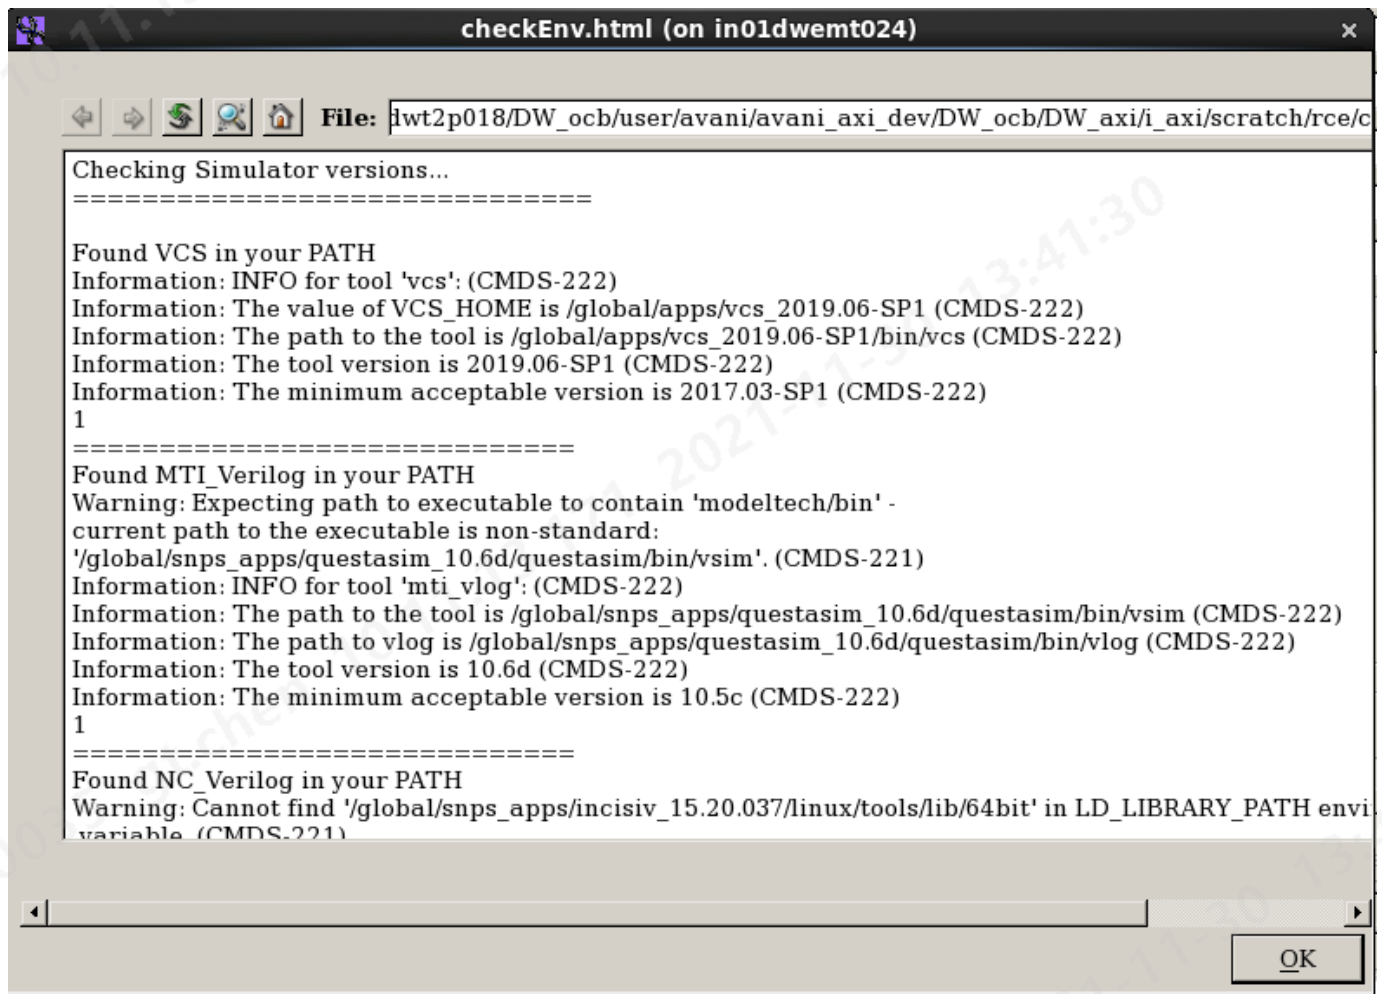 checkEnv.html (on in01dwemt024)
File: dwt2p018/DW_ocb/user/avani/avani_axi_dev/DW_ocb/DW_axi/i_axi/scratch/rce/c
Checking Simulator versions...
==============================
Found VCS in your PATH
Information: INFO for tool 'vcs': (CMDS-222)
Information: The value of VCS_HOME is /global/apps/vcs_2019.06-SP1 (CMDS-222)
Information: The path to the tool is /global/apps/vcs_2019.06-SP1/bin/vcs (CMDS-222)
Information: The tool version is 2019.06-SP1 (CMDS-222)
Information: The minimum acceptable version is 2017.03-SP1 (CMDS-222)
1
=============================
Found MTI_Verilog in your PATH
Warning: Expecting path to executable to contain 'modeltech/bin' -
current path to the executable is non-standard:
'/global/snps_apps/questasim_10.6d/questasim/bin/vsim'. (CMDS-221)
Information: INFO for tool 'mti_vlog': (CMDS-222)
Information: The path to the tool is /global/snps_apps/questasim_10.6d/questasim/bin/vsim (CMDS-222)
Information: The path to vlog is /global/snps_apps/questasim_10.6d/questasim/bin/vlog (CMDS-222)
Information: The tool version is 10.6d (CMDS-222)
Information: The minimum acceptable version is 10.5c (CMDS-222)
1
=============================
Found NC_Verilog in your PATH
Warning: Cannot find '/global/snps_apps/incisiv_15.20.037/linux/tools/lib/64bit' in LD_LIBRARY_PATH envi
variable. (CMDS-221)
OK